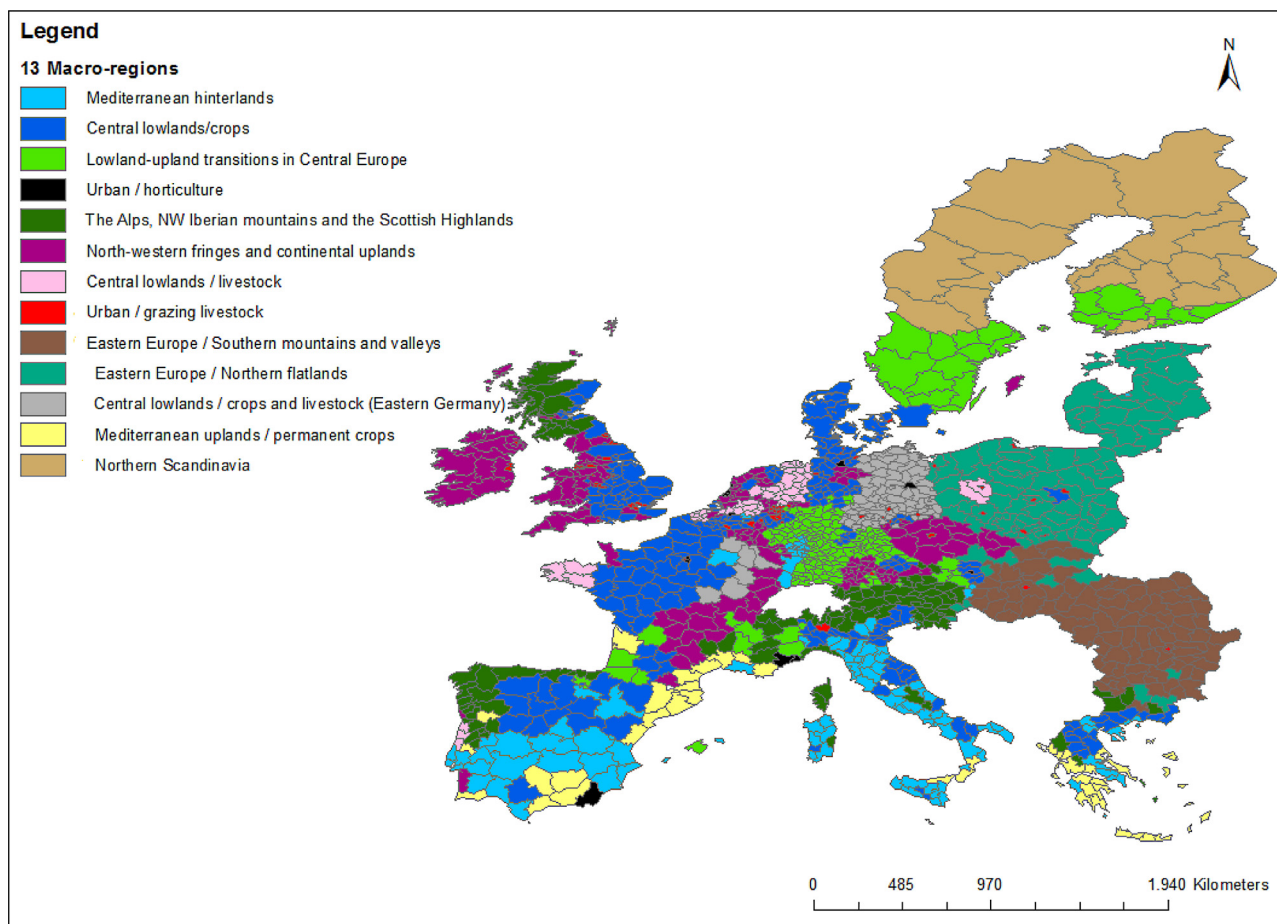 Legend
N
13 Macro-regions
Mediterranean hinterlands
Central lowlands/crops
Lowland-upland transitions in Central Europe
Urban / horticulture
The Alps, NW Iberian mountains and the Scottish Highlands
North-western fringes and continental uplands
Central lowlands / livestock
Urban / grazing livestock
Eastern Europe / Southern mountains and valleys
Eastern Europe / Northern flatlands
Central lowlands / crops and livestock (Eastern Germany)
Mediterranean uplands / permanent crops
Northern Scandinavia
0 485 970 1.940 Kilometers